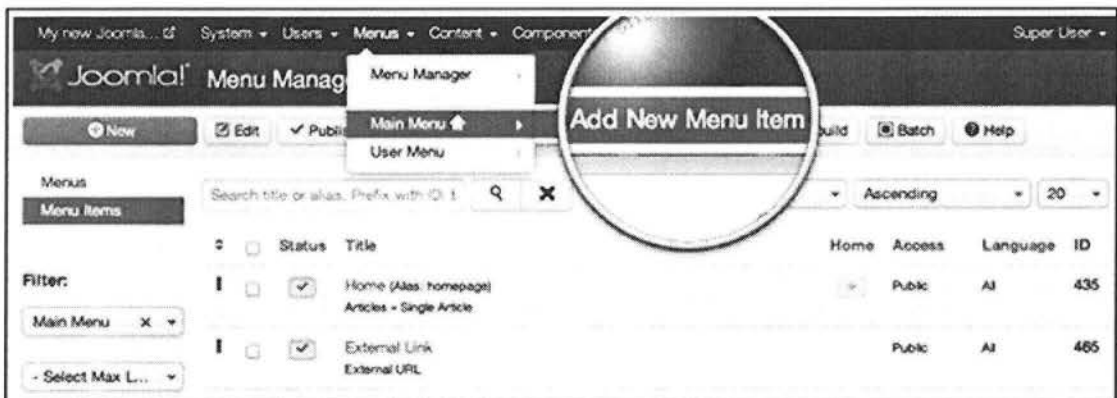 My new Joomla... System Users Menus Content Component Super User
Joomla! Menu Manag
Menu Manager
New Edit Publi Main Menu Add New Menu Item uild Batch Help
User Menu
Menus
Search title or alias. Prefix with ID: Ascending 20
Menu Items
Status Title Home Access Language ID
Filter:
Home (Alias: homepage) Public All 435
Articles » Single Article
Main Menu
External Link Public All 465
External URL
- Select Max L...